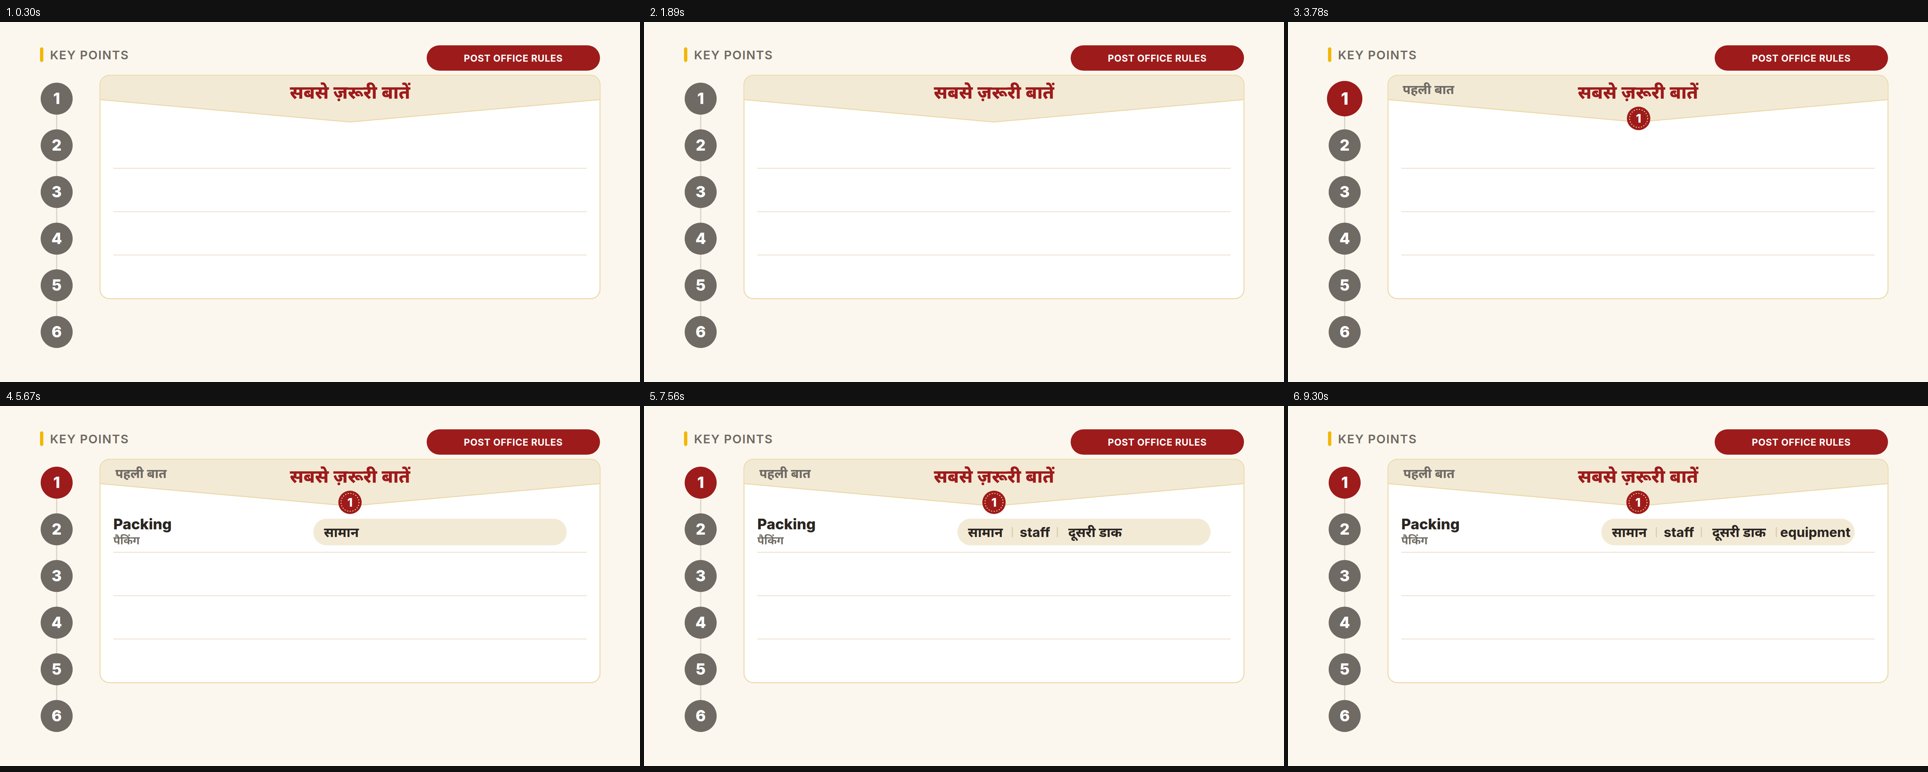 1. 0.30s
KEY POINTS
POST OFFICE RULES
सबसे ज़रूरी बातें
1
2
3
4
5
6
2. 1.89s
KEY POINTS
POST OFFICE RULES
सबसे ज़रूरी बातें
1
2
3
4
5
6
3. 3.78s
KEY POINTS
POST OFFICE RULES
पहली बात
सबसे ज़रूरी बातें
1
1
2
3
4
5
6
4. 5.67s
KEY POINTS
POST OFFICE RULES
पहली बात
सबसे ज़रूरी बातें
1
1
Packing
पैकिंग
सामान
2
3
4
5
6
5. 7.56s
KEY POINTS
POST OFFICE RULES
पहली बात
सबसे ज़रूरी बातें
1
1
Packing
पैकिंग
सामान staff दूसरी डाक
2
3
4
5
6
6. 9.30s
KEY POINTS
POST OFFICE RULES
पहली बात
सबसे ज़रूरी बातें
1
1
Packing
पैकिंग
सामान staff दूसरी डाक equipment
2
3
4
5
6